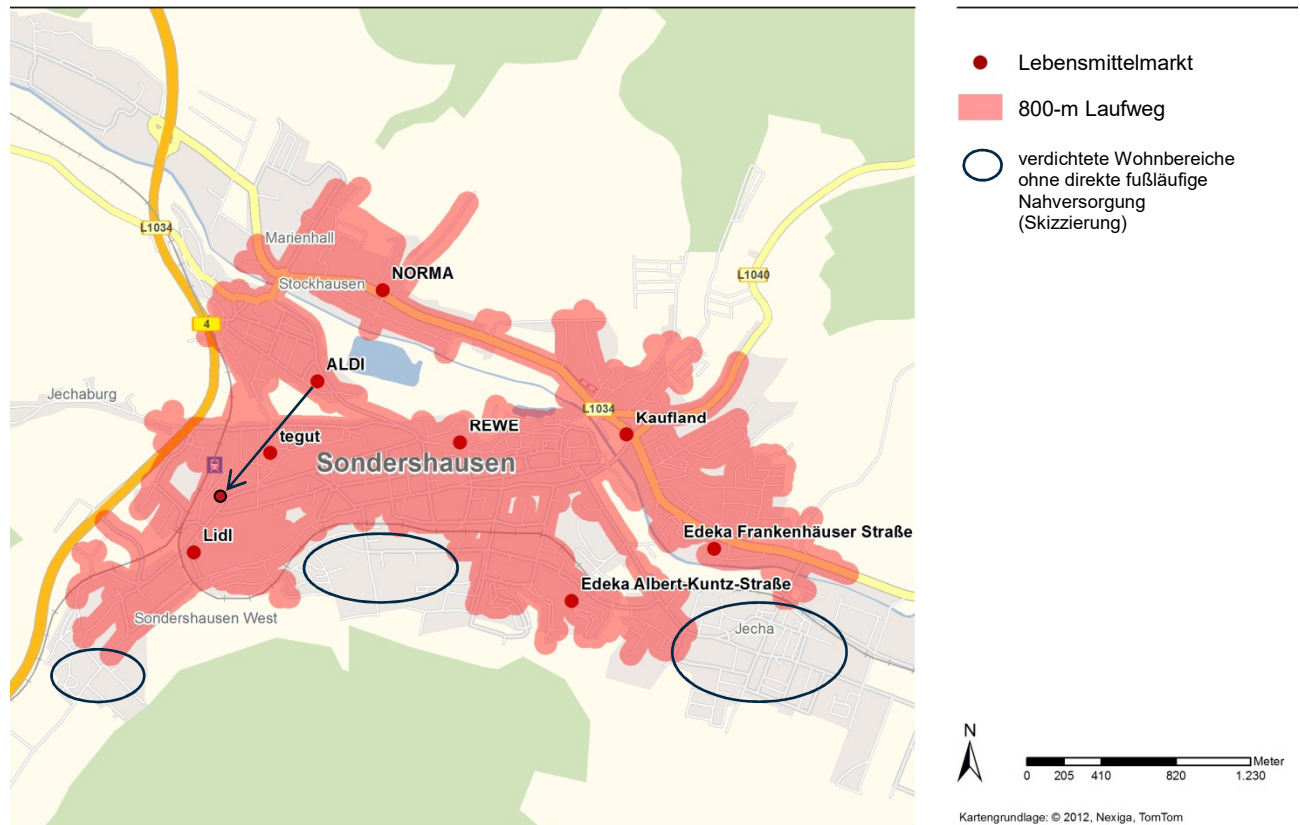 L1034
Marienhall
Stockhausen
NORMA
L1040
4
ALDI
Jechaburg
L1034
Kaufland
REWE
tegut
Sondershausen
Lidl
Edeka Frankenhäuser Straße
Edeka Albert-Kuntz-Straße
Sondershausen West
Jecha
Lebensmittelmarkt
800-m Laufweg
verdichtete Wohnbereiche
ohne direkte fußläufige
Nahversorgung
(Skizzierung)
N
Meter
0 205 410 820 1.230
Kartengrundlage: © 2012, Nexiga, TomTom